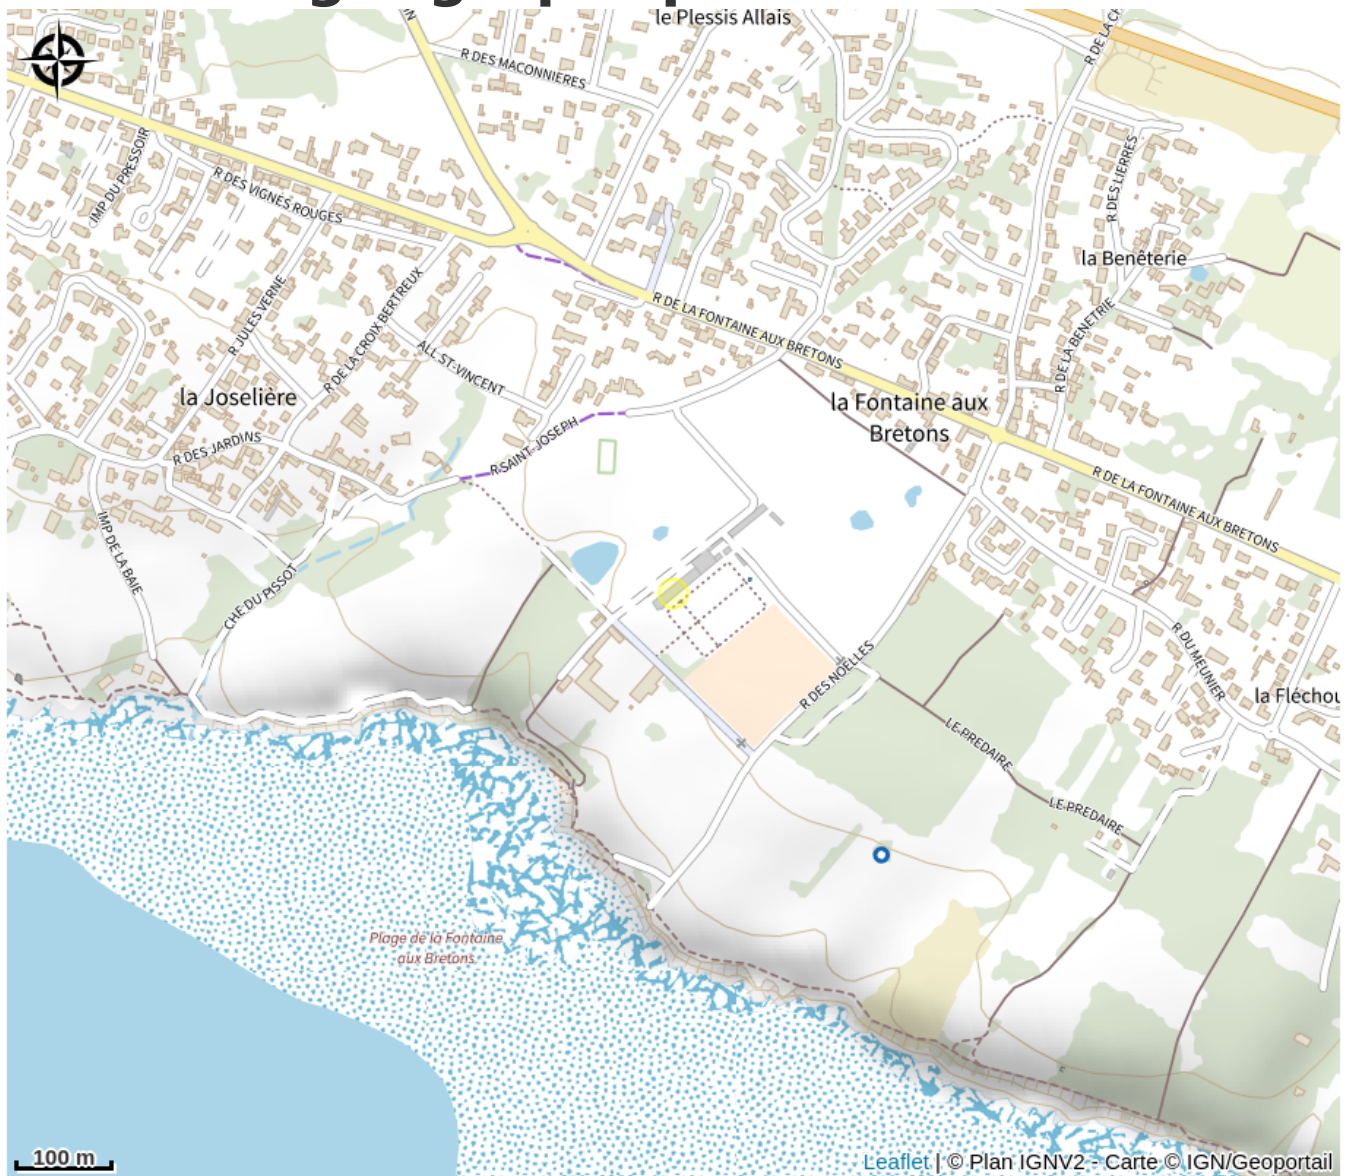 le Plessis Allais
R DES MACONNIERES
R DE LA CH
IMP DU PRESSOIR
R DES VIGNES ROUGES
R DES LIERRES
la Benêterie
R JULES VERNE
R DE LA CROIX BERTREUX
R DE LA FONTAINE AUX BRETONS
R DE LA BENETRIE
ALL ST-VINCENT
la Joselière
la Fontaine aux
Bretons
R DES JARDINS
R SAINT-JOSEPH
R DE LA FONTAINE AUX BRETONS
IMP DE LA BAIE
CHE DU PISSOT
R DES NOELLES
R DU MEUNIER
la Fléchou
LE PREDAIRE
LE PREDAIRE
Plage de la Fontaine
aux Bretons
100 m
Leaflet | © Plan IGNV2 - Carte © IGN/Geoportail